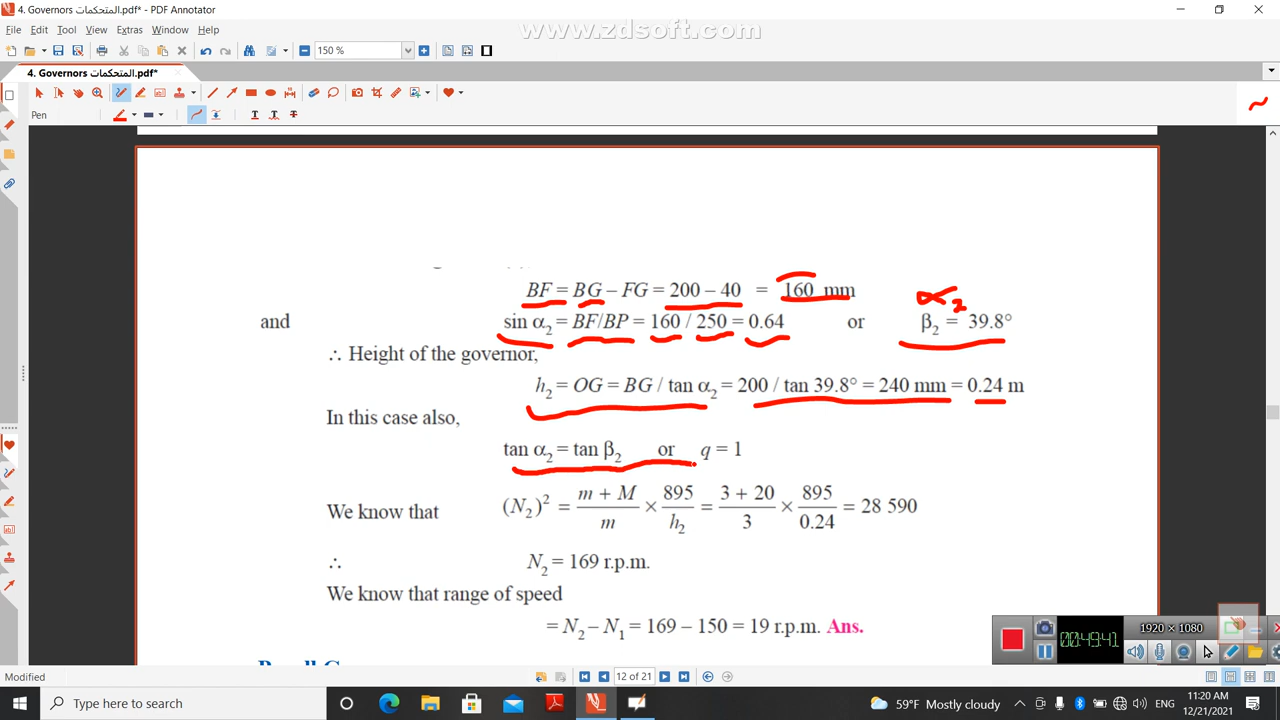 4. Governors المتحكمات.pdf* - PDF Annotator
www.zdsoft.com
File Edit Tool View Extras Window Help
150 %
4. Governors المتحكمات.pdf*
Pen
BF = BG – FG = 200 – 40 = 160 mm
α2
and sin α2 = BF/BP = 160 / 250 = 0.64 or β2 = 39.8°
∴ Height of the governor,
h2 = OG = BG / tan α2 = 200 / tan 39.8° = 240 mm = 0.24 m
In this case also,
tan α2 = tan β2 or q = 1
We know that (N2)² = (m + M)/m × 895/h2 = (3 + 20)/3 × 895/0.24 = 28 590
∴ N2 = 169 r.p.m.
We know that range of speed
= N2 – N1 = 169 – 150 = 19 r.p.m. Ans.
1920 × 1080
00:49:41
Modified
12 of 21
Type here to search
59°F Mostly cloudy
ENG
11:20 AM
12/21/2021